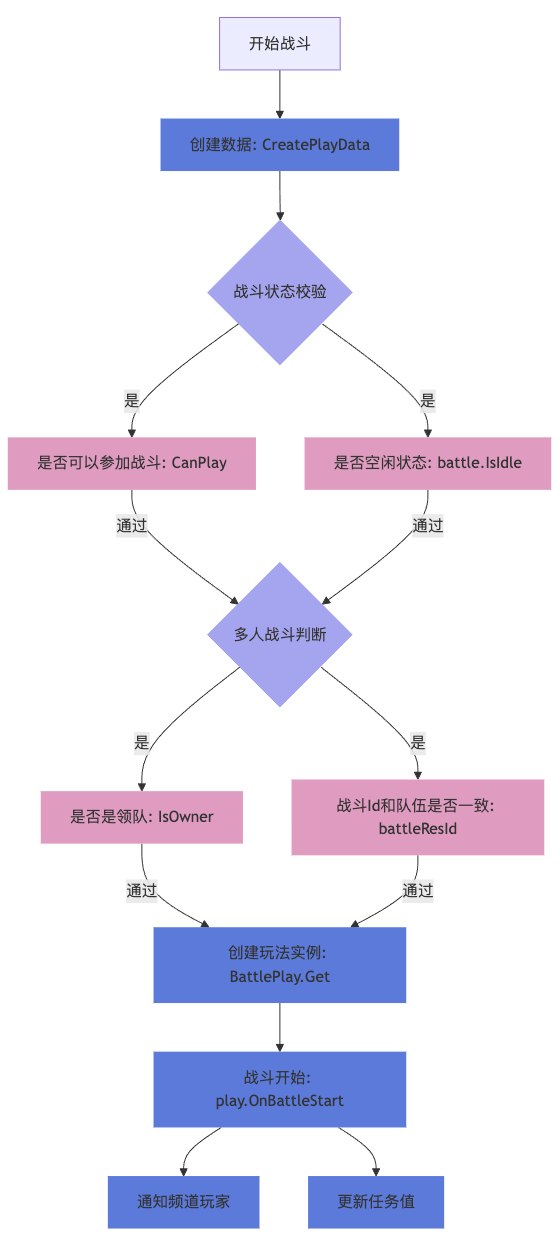 开始战斗
创建数据: CreatePlayData
战斗状态校验
是
是
是否可以参加战斗: CanPlay
是否空闲状态: battle.IsIdle
通过
通过
多人战斗判断
是
是
是否是领队: IsOwner
战斗Id和队伍是否一致:
battleResId
通过
通过
创建玩法实例:
BattlePlay.Get
战斗开始:
play.OnBattleStart
通知频道玩家
更新任务值